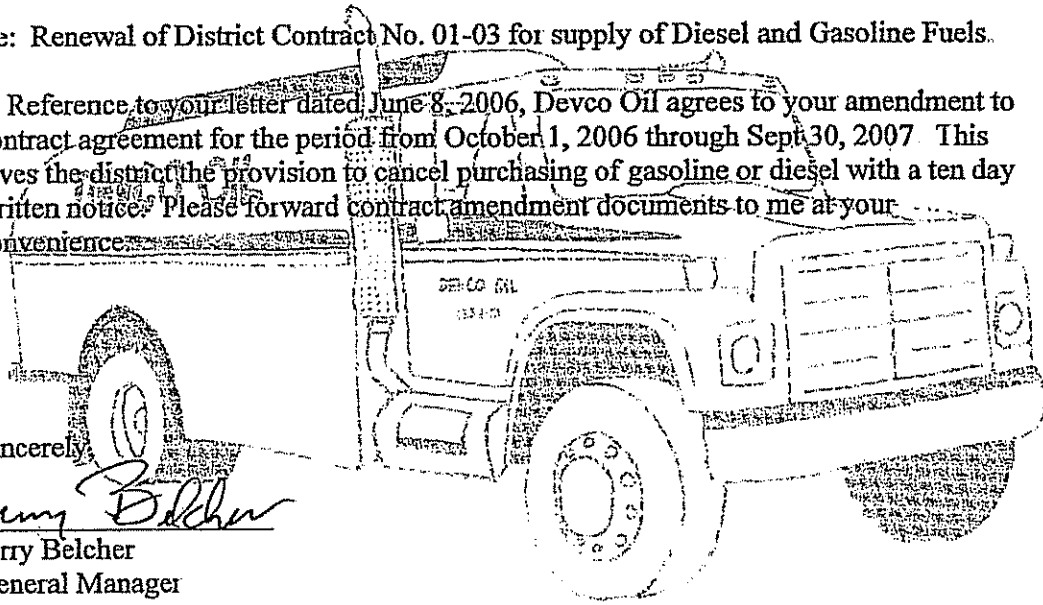 e: Renewal of District Contract No. 01-03 for supply of Diesel and Gasoline Fuels.
Reference to your letter dated June 8, 2006, Devco Oil agrees to your amendment to
ontract agreement for the period from October 1, 2006 through Sept 30, 2007 This
ves the district the provision to cancel purchasing of gasoline or diesel with a ten day
ritten notice. Please forward contract amendment documents to me at your
onvenience.
OIL
ncerely,
Belcher
rry Belcher
eneral Manager